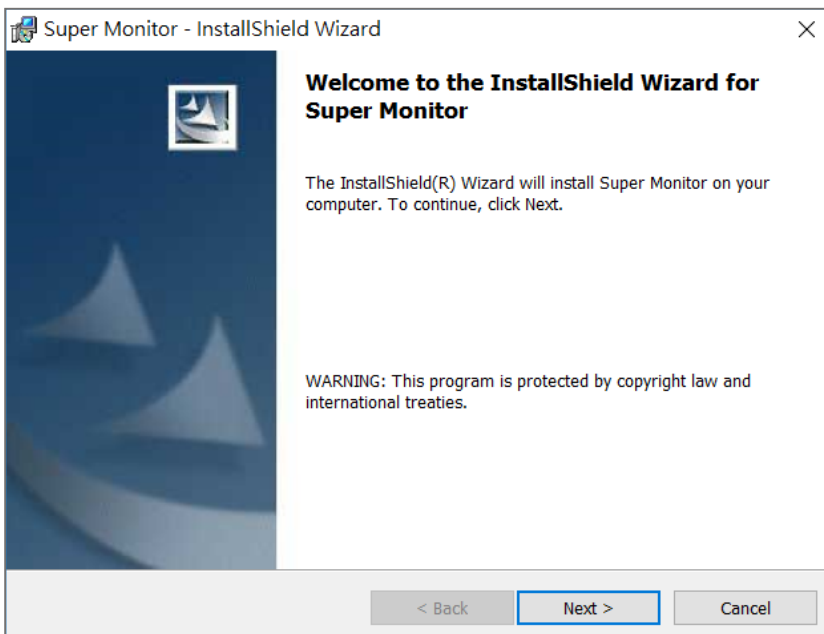 Super Monitor - InstallShield Wizard
Welcome to the InstallShield Wizard for
Super Monitor
The InstallShield(R) Wizard will install Super Monitor on your
computer. To continue, click Next.
WARNING: This program is protected by copyright law and
international treaties.
< Back
Next >
Cancel